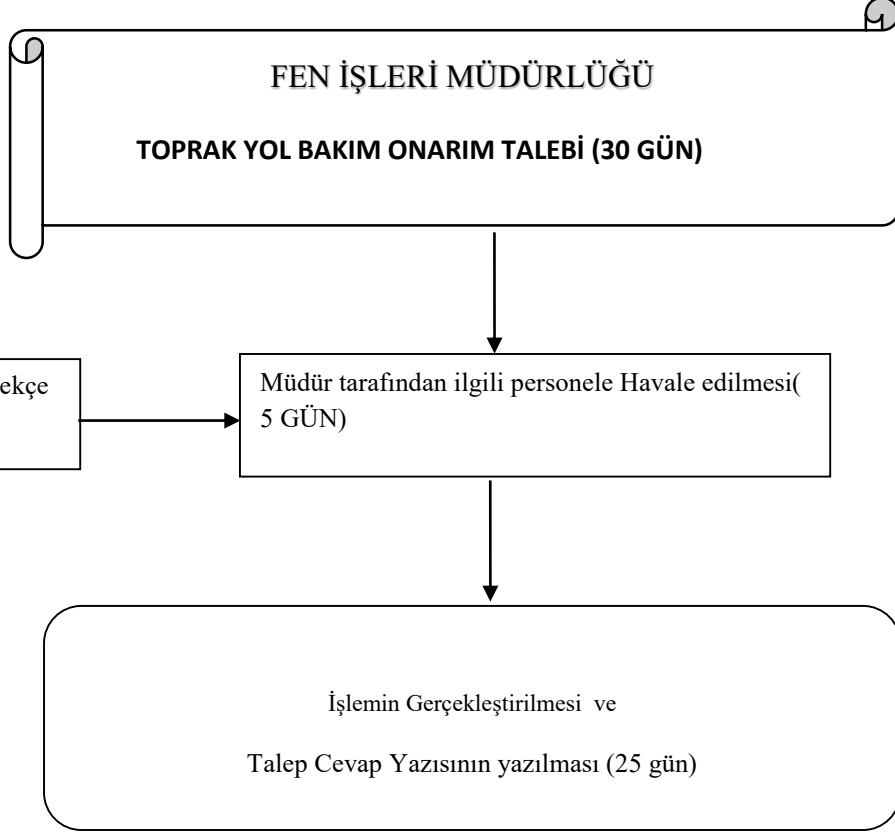 FEN İŞLERİ MÜDÜRLÜĞÜ
TOPRAK YOL BAKIM ONARIM TALEBİ (30 GÜN)
ekçe
Müdür tarafından ilgili personele Havale edilmesi(
5 GÜN)
İşlemin Gerçekleştirilmesi ve
Talep Cevap Yazısının yazılması (25 gün)